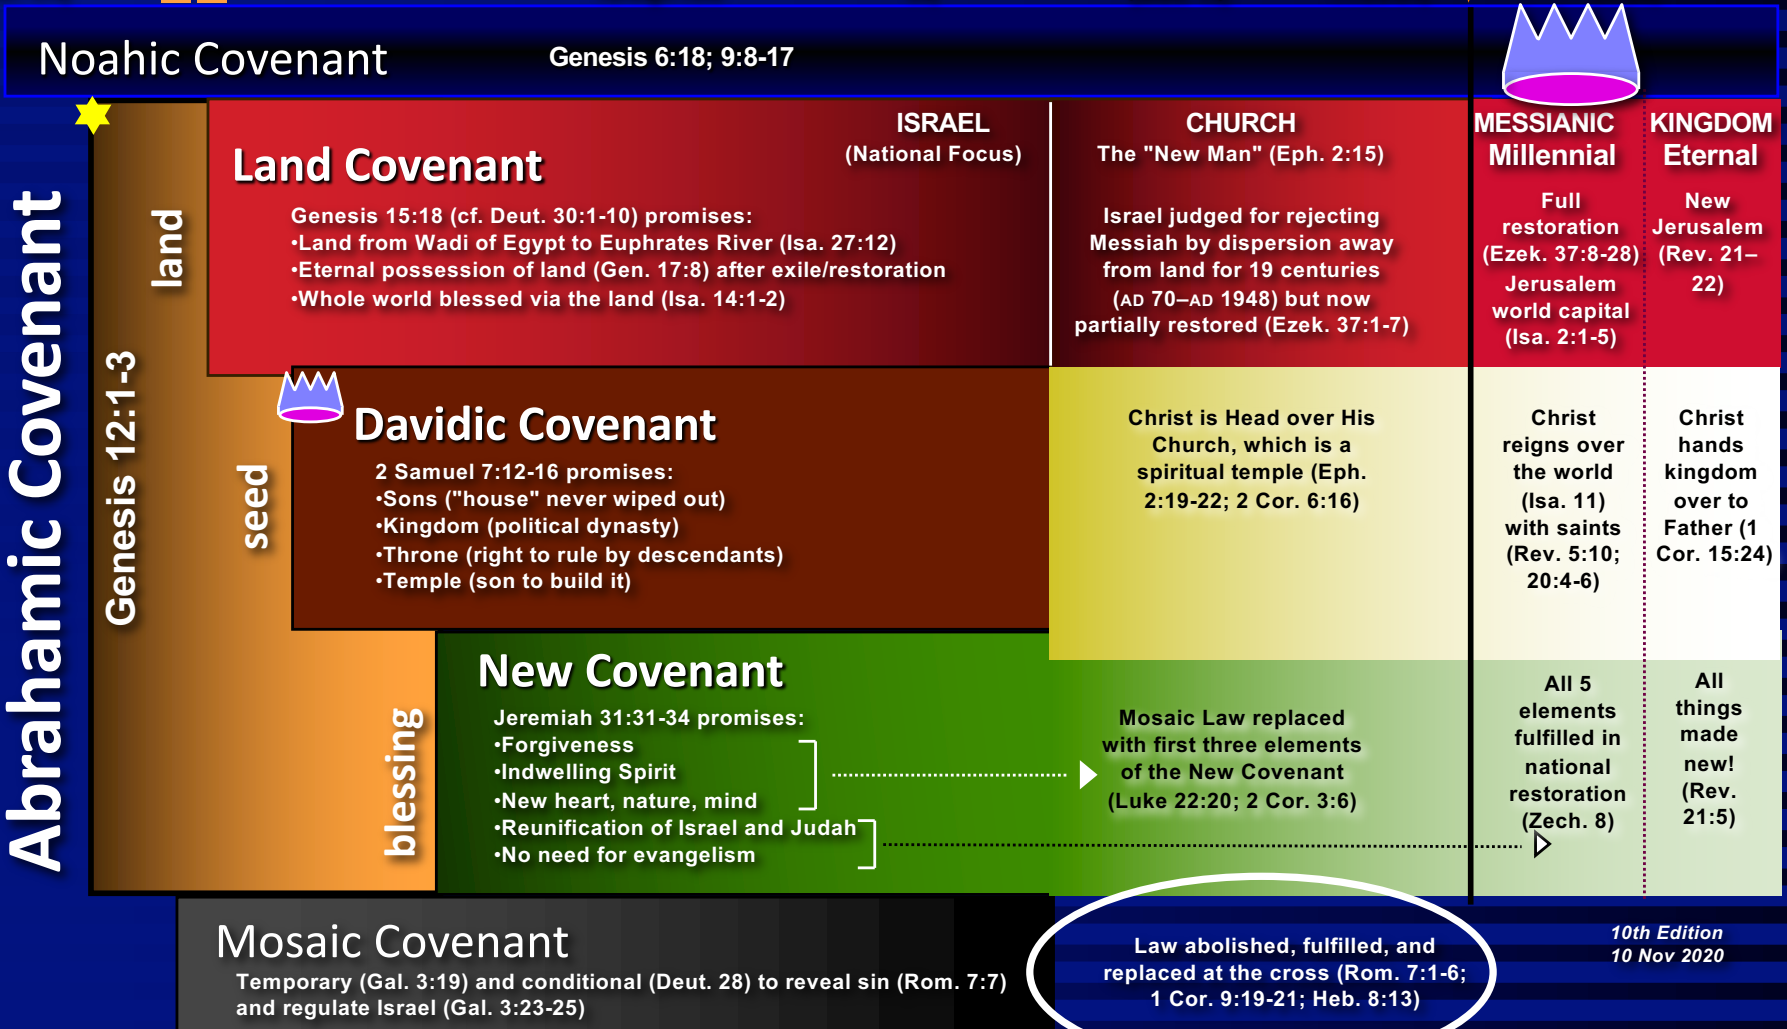 Noahic Covenant
Genesis 6:18; 9:8-17
Abrahamic Covenant
Genesis 12:1-3
land
seed
blessing
Land Covenant
ISRAEL
(National Focus)
Genesis 15:18 (cf. Deut. 30:1-10) promises:
•Land from Wadi of Egypt to Euphrates River (Isa. 27:12)
•Eternal possession of land (Gen. 17:8) after exile/restoration
•Whole world blessed via the land (Isa. 14:1-2)
CHURCH
The "New Man" (Eph. 2:15)
Israel judged for rejecting
Messiah by dispersion away
from land for 19 centuries
(AD 70–AD 1948) but now
partially restored (Ezek. 37:1-7)
MESSIANIC
Millennial
Full
restoration
(Ezek. 37:8-28)
Jerusalem
world capital
(Isa. 2:1-5)
KINGDOM
Eternal
New
Jerusalem
(Rev. 21–
22)
Davidic Covenant
2 Samuel 7:12-16 promises:
•Sons ("house" never wiped out)
•Kingdom (political dynasty)
•Throne (right to rule by descendants)
•Temple (son to build it)
Christ is Head over His
Church, which is a
spiritual temple (Eph.
2:19-22; 2 Cor. 6:16)
Christ
reigns over
the world
(Isa. 11)
with saints
(Rev. 5:10;
20:4-6)
Christ
hands
kingdom
over to
Father (1
Cor. 15:24)
New Covenant
Jeremiah 31:31-34 promises:
•Forgiveness
•Indwelling Spirit
•New heart, nature, mind
•Reunification of Israel and Judah
•No need for evangelism
Mosaic Law replaced
with first three elements
of the New Covenant
(Luke 22:20; 2 Cor. 3:6)
All 5
elements
fulfilled in
national
restoration
(Zech. 8)
All
things
made
new!
(Rev.
21:5)
Mosaic Covenant
Temporary (Gal. 3:19) and conditional (Deut. 28) to reveal sin (Rom. 7:7)
and regulate Israel (Gal. 3:23-25)
Law abolished, fulfilled, and
replaced at the cross (Rom. 7:1-6;
1 Cor. 9:19-21; Heb. 8:13)
10th Edition
10 Nov 2020